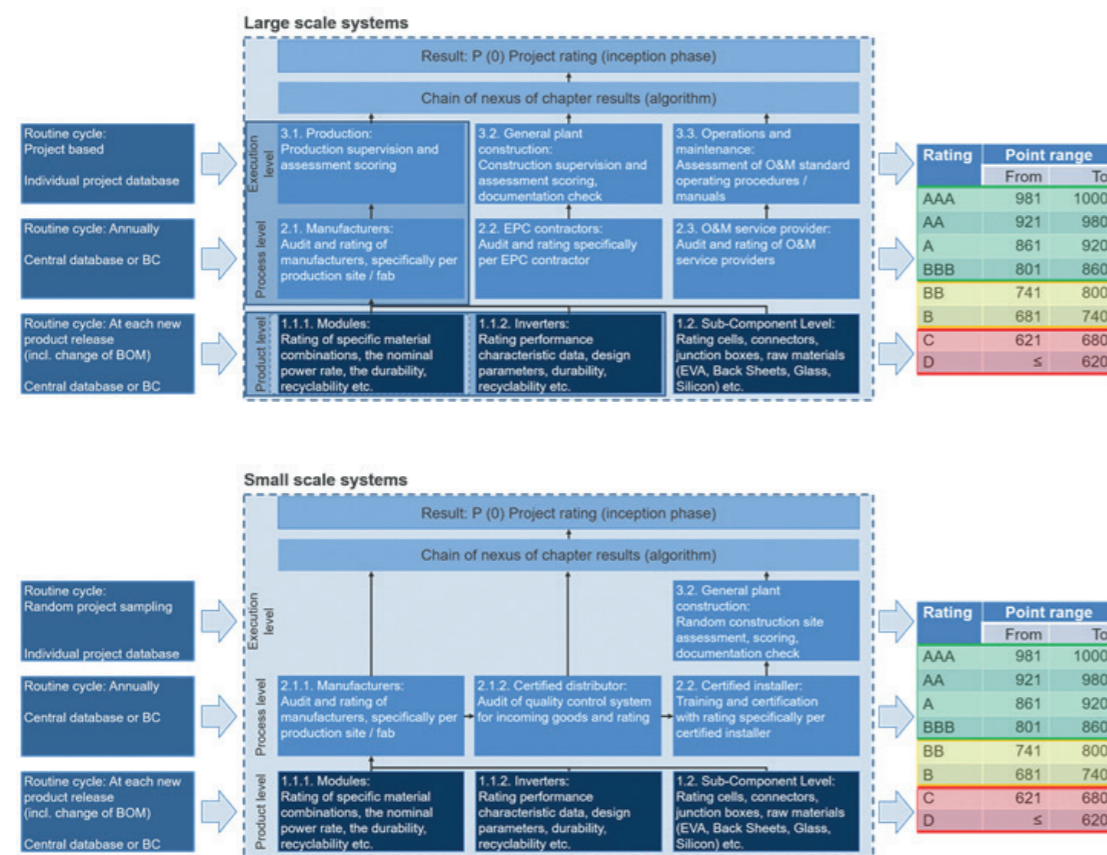 Large scale systems
Result: P (0) Project rating (inception phase)
Chain of nexus of chapter results (algorithm)
Routine cycle:
Project based
Individual project database
Execution
level
3.1. Production:
Production supervision and
assessment scoring
3.2. General plant
construction:
Construction supervision and
assessment scoring,
documentation check
3.3. Operations and
maintenance:
Assessment of O&M standard
operating procedures /
manuals
Routine cycle: Annually
Central database or BC
Process level
2.1. Manufacturers:
Audit and rating of
manufacturers, specifically per
production site / fab
2.2. EPC contractors:
Audit and rating specifically
per EPC contractor
2.3. O&M service provider:
Audit and rating of O&M
service providers
Routine cycle: At each new
product release
(incl. change of BOM)
Central database or BC
Product level
1.1.1. Modules:
Rating of specific material
combinations, the nominal
power rate, the durability,
recyclability etc.
1.1.2. Inverters:
Rating performance
characteristic data, design
parameters, durability,
recyclability etc.
1.2. Sub-Component Level:
Rating cells, connectors,
junction boxes, raw materials
(EVA, Back Sheets, Glass,
Silicon) etc.
Rating Point range
From To
AAA 981 1000
AA 921 980
A 861 920
BBB 801 860
BB 741 800
B 681 740
C 621 680
D ≤ 620
Small scale systems
Result: P (0) Project rating (inception phase)
Chain of nexus of chapter results (algorithm)
Routine cycle:
Random project sampling
Individual project database
Execution
level
3.2. General plant
construction:
Random construction site
assessment, scoring,
documentation check
Routine cycle: Annually
Central database or BC
Process level
2.1.1. Manufacturers:
Audit and rating of
manufacturers, specifically per
production site / fab
2.1.2. Certified distributor:
Audit of quality control system
for incoming goods and rating
2.2. Certified installer:
Training and certification
with rating specifically per
certified installer
Routine cycle: At each new
product release
(incl. change of BOM)
Central database or BC
Product level
1.1.1. Modules:
Rating of specific material
combinations, the nominal
power rate, the durability,
recyclability etc.
1.1.2. Inverters:
Rating performance
characteristic data, design
parameters, durability,
recyclability etc.
1.2. Sub-Component Level:
Rating cells, connectors,
junction boxes, raw materials
(EVA, Back Sheets, Glass,
Silicon) etc.
Rating Point range
From To
AAA 981 1000
AA 921 980
A 861 920
BBB 801 860
BB 741 800
B 681 740
C 621 680
D ≤ 620